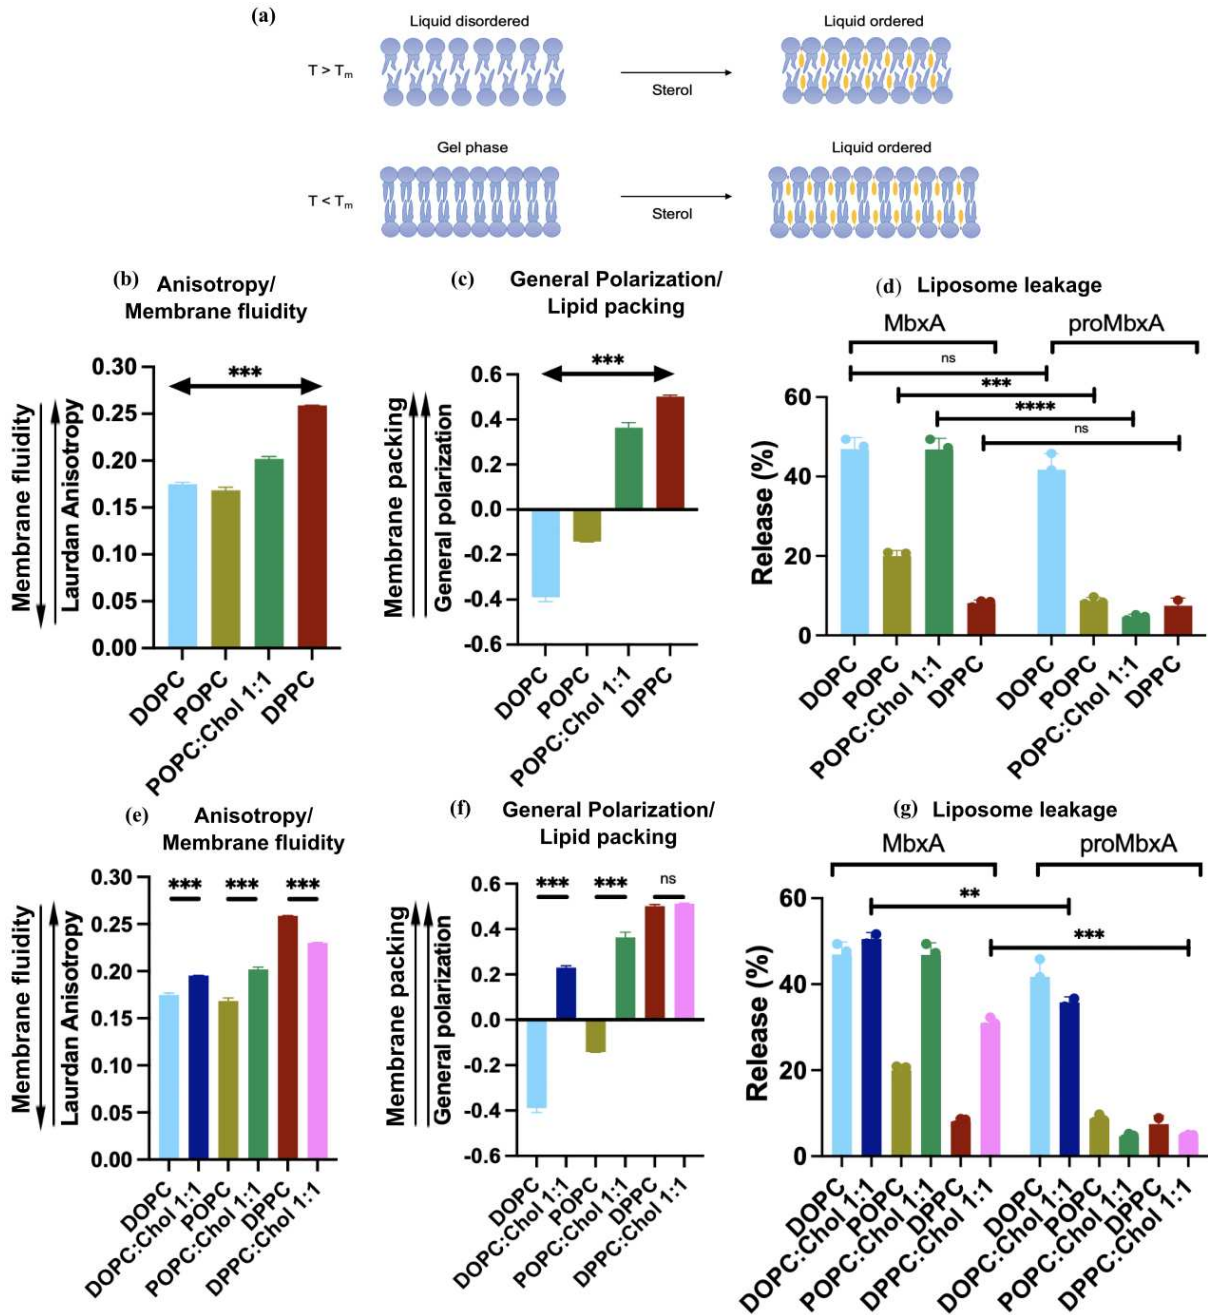 (a)
Liquid disordered
Liquid ordered
T > Tm
Sterol
Gel phase
Liquid ordered
T < Tm
Sterol
(b)
Anisotropy/
Membrane fluidity
Membrane fluidity
Laurdan Anisotropy
0.30
0.25
0.20
0.15
0.10
0.05
0.00
***
DOPC
POPC
POPC:Chol 1:1
DPPC
(c)
General Polarization/
Lipid packing
Membrane packing
General polarization
0.6
0.4
0.2
0.0
-0.2
-0.4
-0.6
***
DOPC
POPC
POPC:Chol 1:1
DPPC
(d)
Liposome leakage
MbxA
proMbxA
ns
***
****
ns
Release (%)
60
40
20
0
DOPC
POPC
POPC:Chol 1:1
DPPC
DOPC
POPC
POPC:Chol 1:1
DPPC
(e)
Anisotropy/
Membrane fluidity
Membrane fluidity
Laurdan Anisotropy
0.30
0.25
0.20
0.15
0.10
0.05
0.00
***
***
***
DOPC
DOPC:Chol 1:1
POPC
POPC:Chol 1:1
DPPC
DPPC:Chol 1:1
(f)
General Polarization/
Lipid packing
Membrane packing
General polarization
0.6
0.4
0.2
0.0
-0.2
-0.4
-0.6
***
***
ns
DOPC
DOPC:Chol 1:1
POPC
POPC:Chol 1:1
DPPC
DPPC:Chol 1:1
(g)
Liposome leakage
MbxA
proMbxA
**
***
Release (%)
60
40
20
0
DOPC
DOPC:Chol 1:1
POPC
POPC:Chol 1:1
DPPC
DPPC:Chol 1:1
DOPC
DOPC:Chol 1:1
POPC
POPC:Chol 1:1
DPPC
DPPC:Chol 1:1